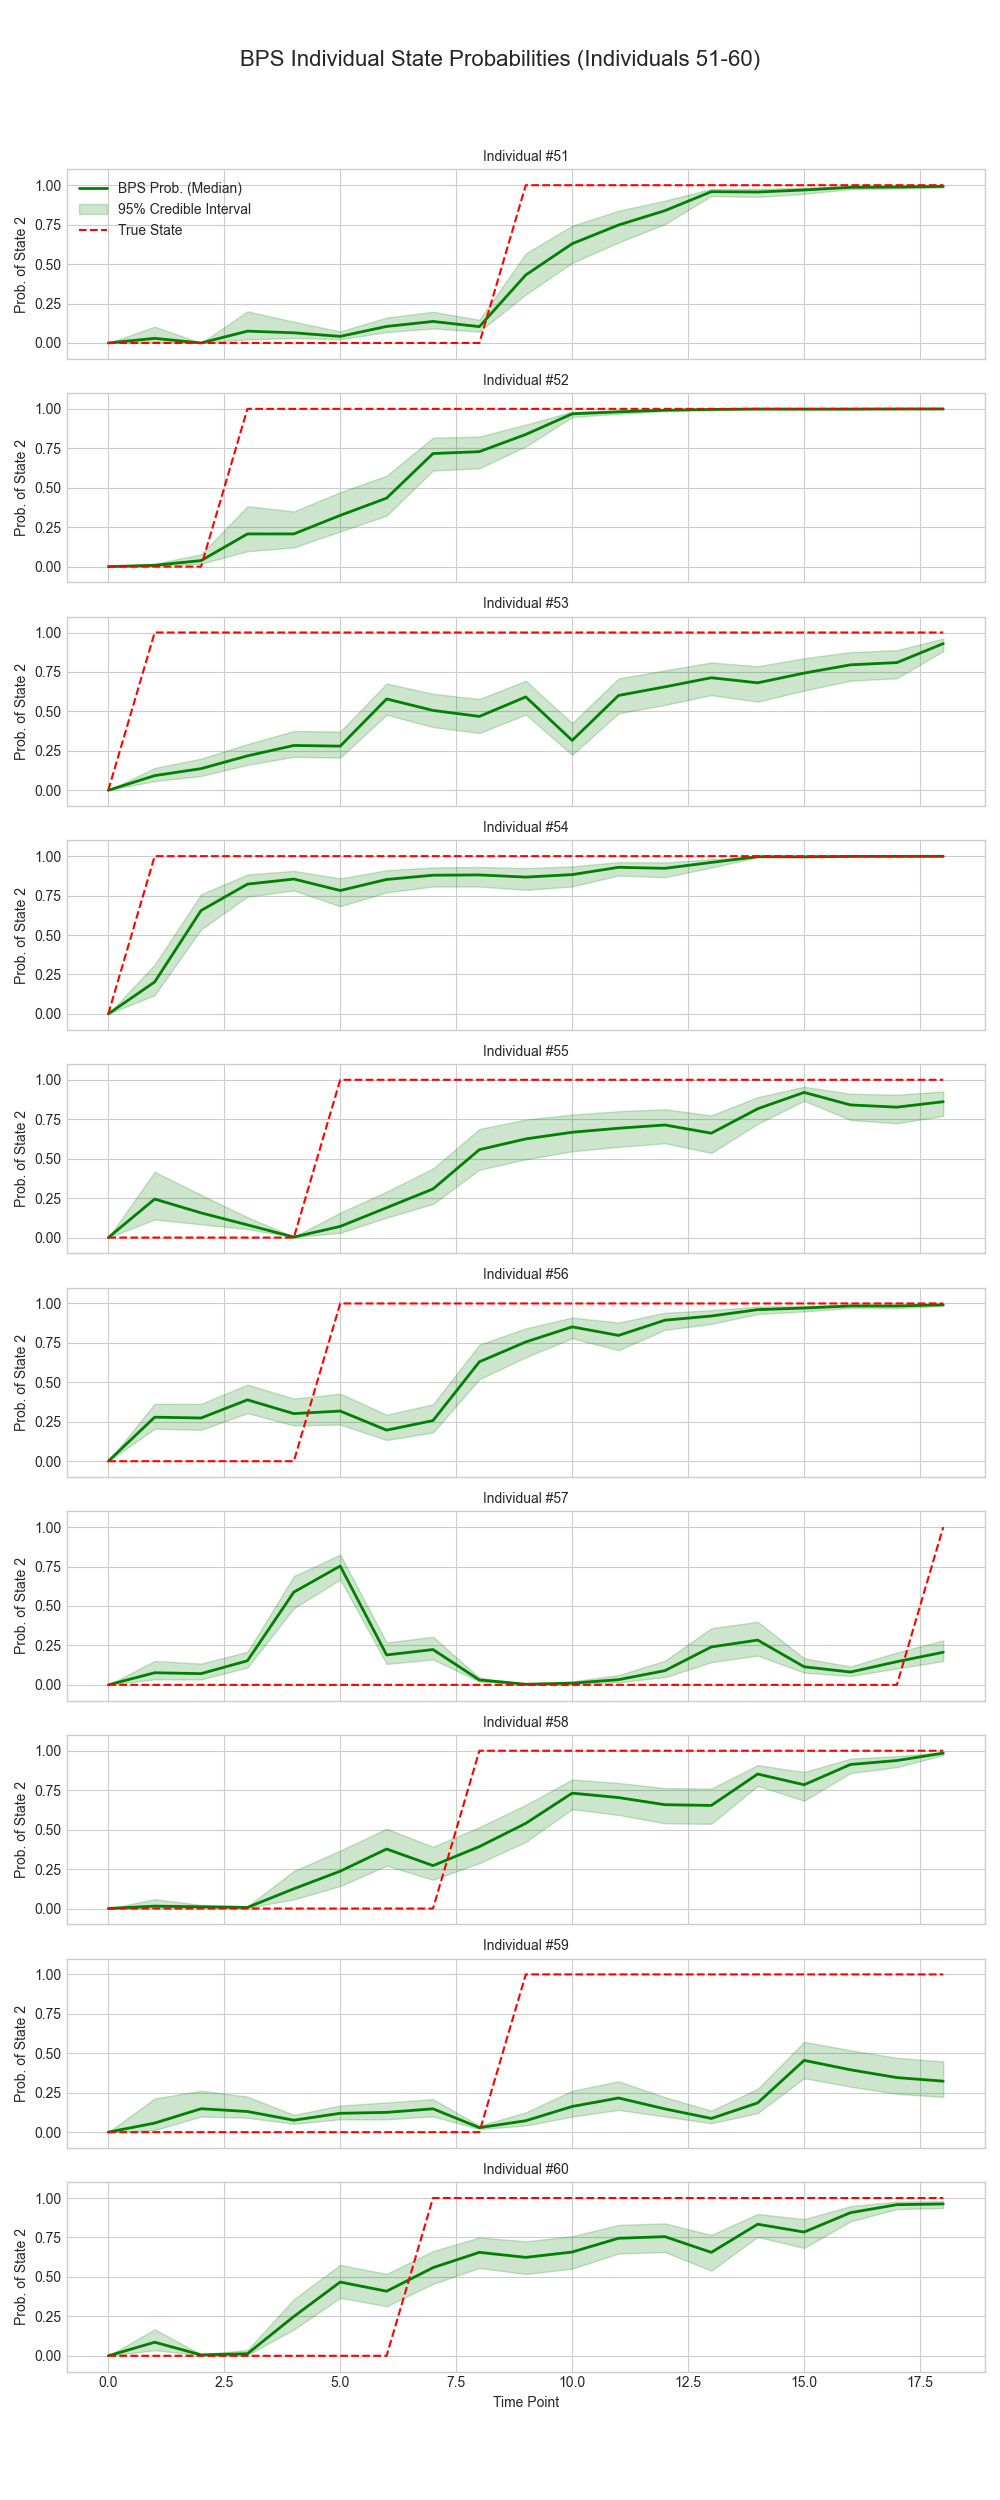 BPS Individual State Probabilities (Individuals 51-60)
Individual #51
1.00
0.75
0.50
0.25
0.00
Prob. of State 2
BPS Prob. (Median)
95% Credible Interval
True State
Individual #52
1.00
0.75
0.50
0.25
0.00
Prob. of State 2
Individual #53
1.00
0.75
0.50
0.25
0.00
Prob. of State 2
Individual #54
1.00
0.75
0.50
0.25
0.00
Prob. of State 2
Individual #55
1.00
0.75
0.50
0.25
0.00
Prob. of State 2
Individual #56
1.00
0.75
0.50
0.25
0.00
Prob. of State 2
Individual #57
1.00
0.75
0.50
0.25
0.00
Prob. of State 2
Individual #58
1.00
0.75
0.50
0.25
0.00
Prob. of State 2
Individual #59
1.00
0.75
0.50
0.25
0.00
Prob. of State 2
Individual #60
1.00
0.75
0.50
0.25
0.00
Prob. of State 2
0.0 2.5 5.0 7.5 10.0 12.5 15.0 17.5
Time Point